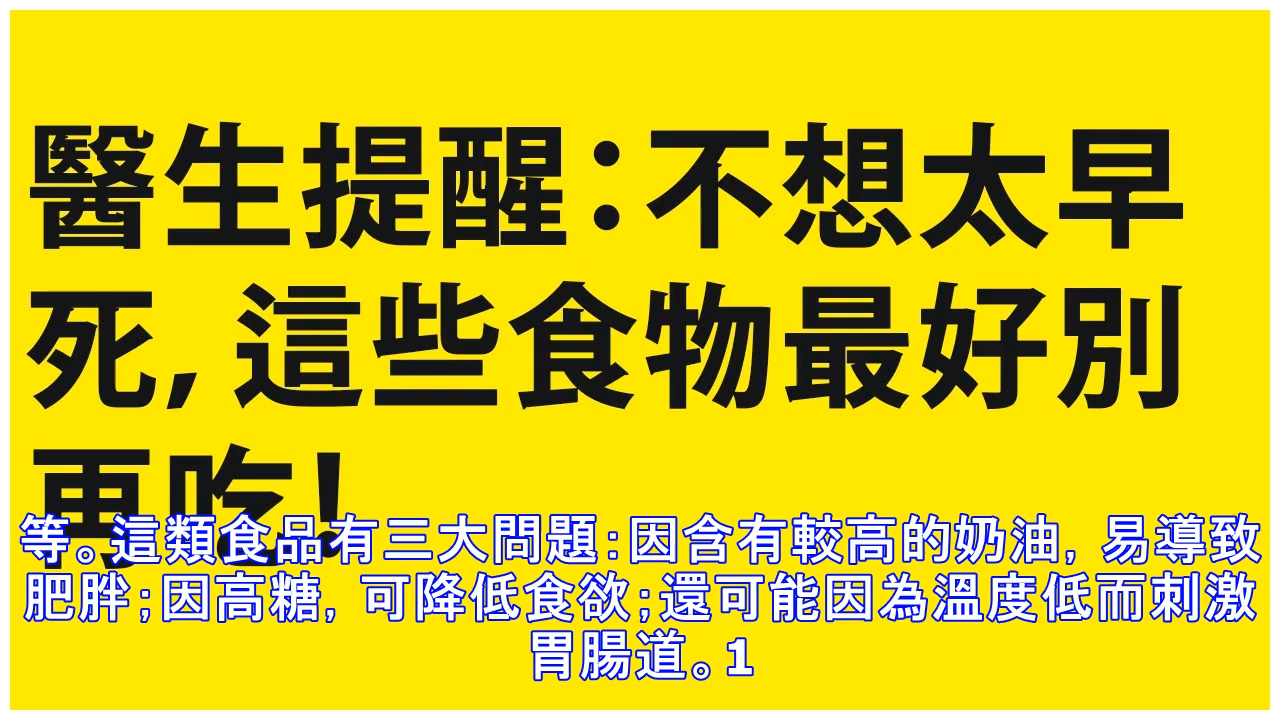 醫生提醒：不想太早
死，這些食物最好別
再吃！
等。這類食品有三大問題：因含有較高的奶油，易導致
肥胖；因高糖，可降低食欲；還可能因為溫度低而刺激
胃腸道。1